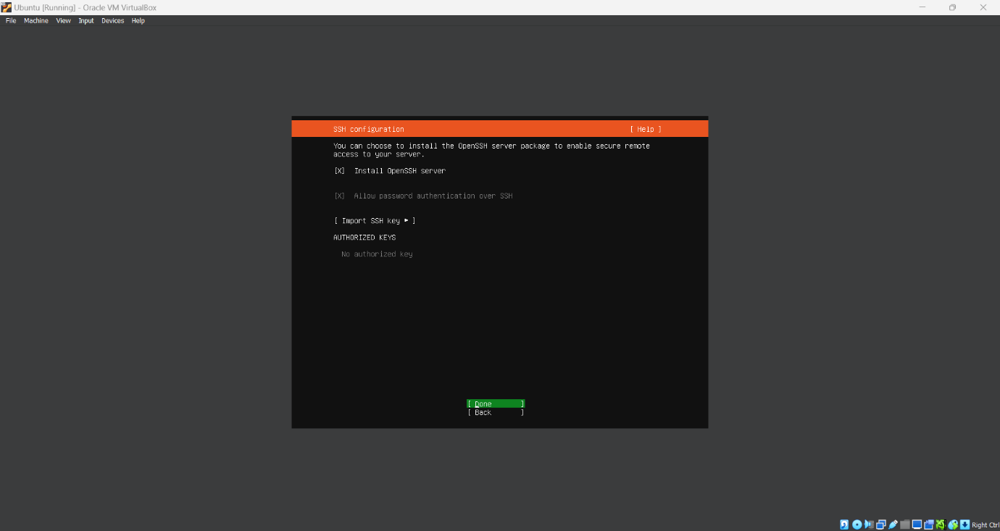 Ubuntu [Running] - Oracle VM VirtualBox
File Machine View Input Devices Help
SSH configuration [ Help ]
You can choose to install the OpenSSH server package to enable secure remote
access to your server.
[X] Install OpenSSH server
[X] Allow password authentication over SSH
[ Import SSH key ▸ ]
AUTHORIZED KEYS
No authorized key
[ Done ]
[ Back ]
Right Ctrl